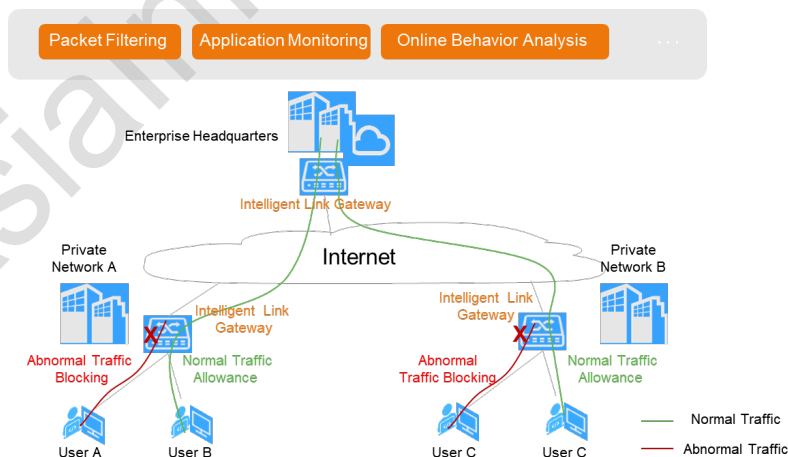 Packet Filtering
Application Monitoring
Online Behavior Analysis
. . .
Enterprise Headquarters
Intelligent Link Gateway
Internet
Private
Network A
Private
Network B
Intelligent Link
Gateway
Intelligent Link
Gateway
X
X
Abnormal Traffic
Blocking
Normal Traffic
Allowance
Abnormal
Traffic Blocking
Normal Traffic
Allowance
User A
User B
User C
User C
Normal Traffic
Abnormal Traffic